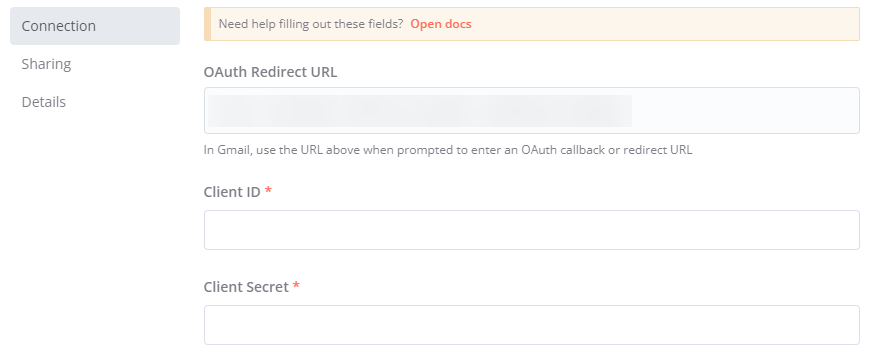 Connection
Sharing
Details
Need help filling out these fields? Open docs
OAuth Redirect URL
In Gmail, use the URL above when prompted to enter an OAuth callback or redirect URL
Client ID *
Client Secret *